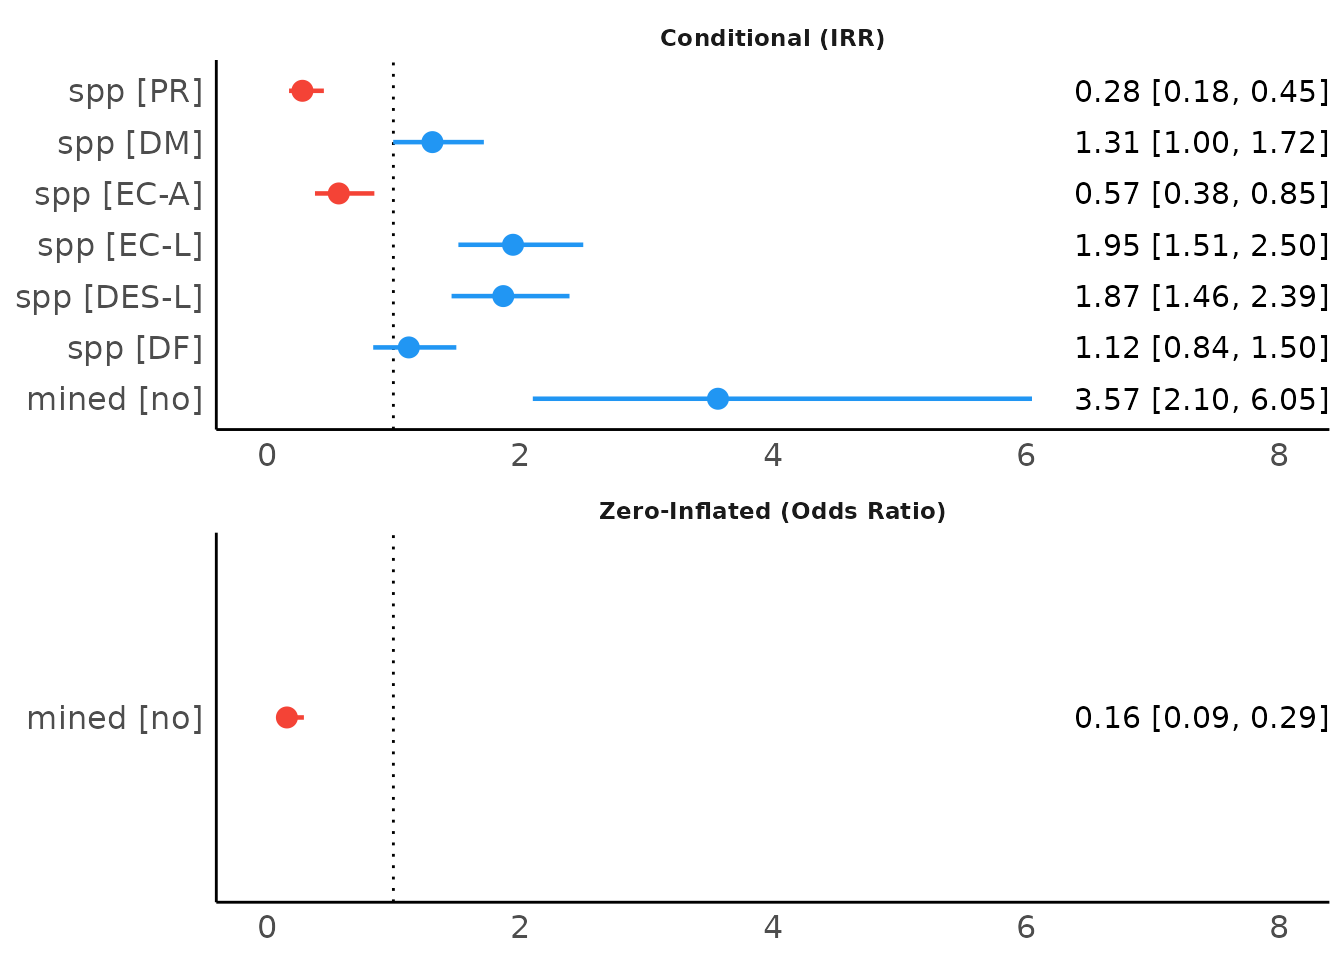 Conditional (IRR)
spp [PR] 0.28 [0.18, 0.45]
spp [DM] 1.31 [1.00, 1.72]
spp [EC-A] 0.57 [0.38, 0.85]
spp [EC-L] 1.95 [1.51, 2.50]
spp [DES-L] 1.87 [1.46, 2.39]
spp [DF] 1.12 [0.84, 1.50]
mined [no] 3.57 [2.10, 6.05]
0 2 4 6 8
Zero-Inflated (Odds Ratio)
mined [no] 0.16 [0.09, 0.29]
0 2 4 6 8